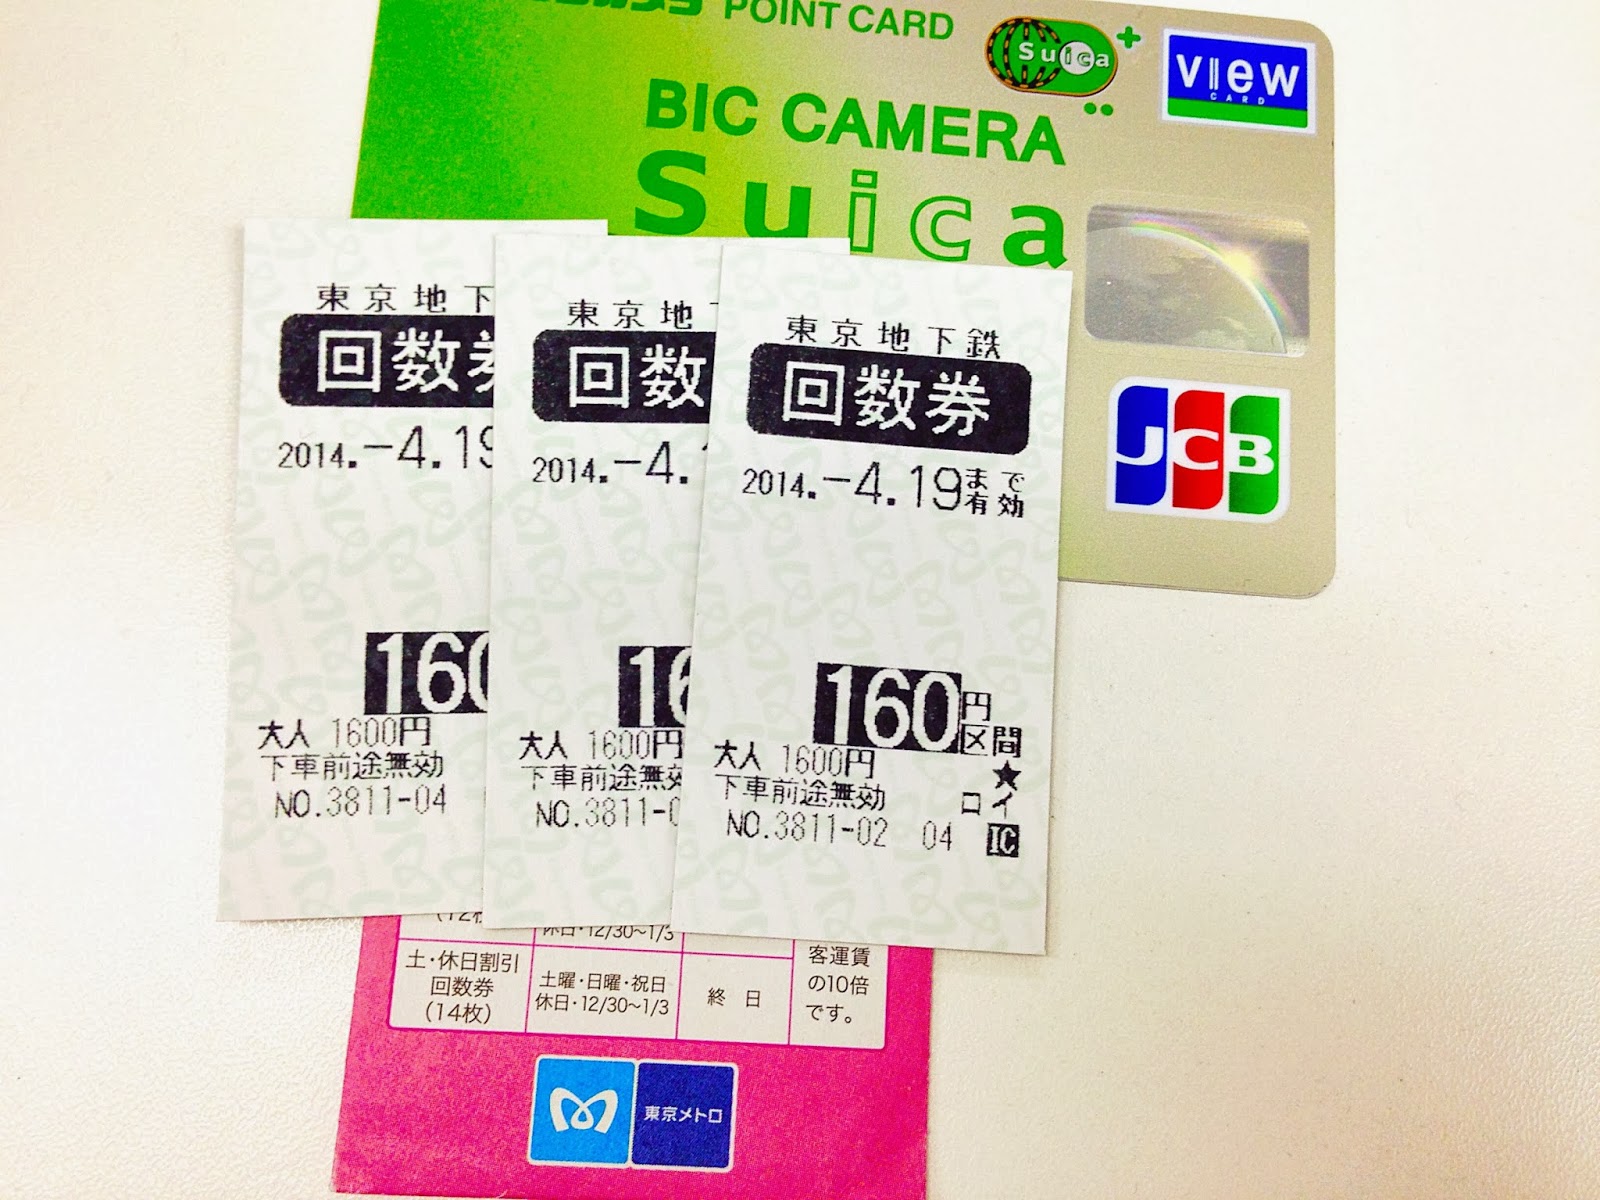 POINT CARD
Suica
VIEW
CARD
BIC CAMERA
Suica
JCB
東京地下
回数
2014.-4.19
160
大人 1600円
下車前途無効
NO.3811-04
東京地
回数
2014.-4.
16
大人 1600円
下車前途無効
NO.3811-
東京地下鉄
回数券
2014.-4.19まで有効
160円区間
大人 1600円
★
下車前途無効 ロイ
NO.3811-02 04 IC
休日・12/30～1/3
土・休日割引
回数券
(14枚)
土曜・日曜・祝日
休日・12/30～1/3
終 日
客運賃
の10倍
です。
東京メトロ